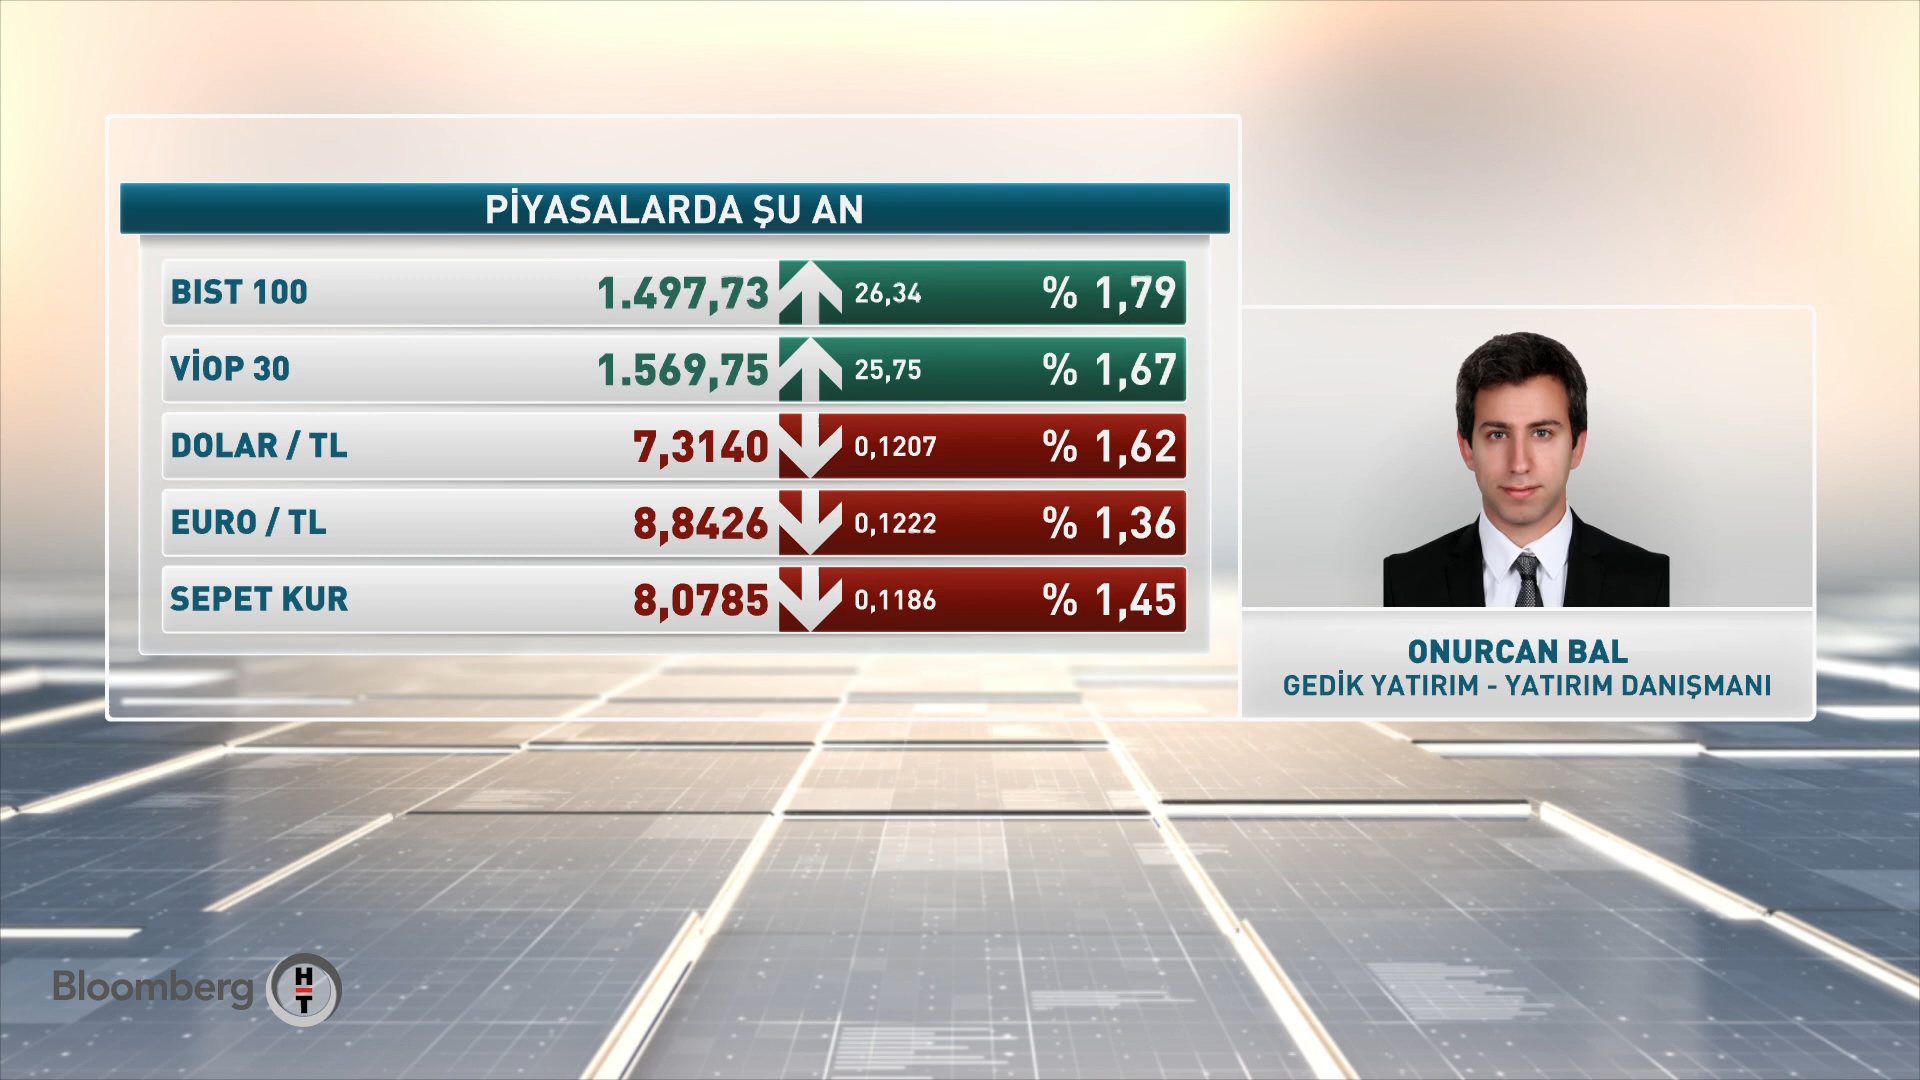 PİYASALARDA ŞU AN
BIST 100 1.497,73 26,34 % 1,79
VİOP 30 1.569,75 25,75 % 1,67
DOLAR / TL 7,3140 0,1207 % 1,62
EURO / TL 8,8426 0,1222 % 1,36
SEPET KUR 8,0785 0,1186 % 1,45
ONURCAN BAL
GEDİK YATIRIM - YATIRIM DANIŞMANI
Bloomberg HT